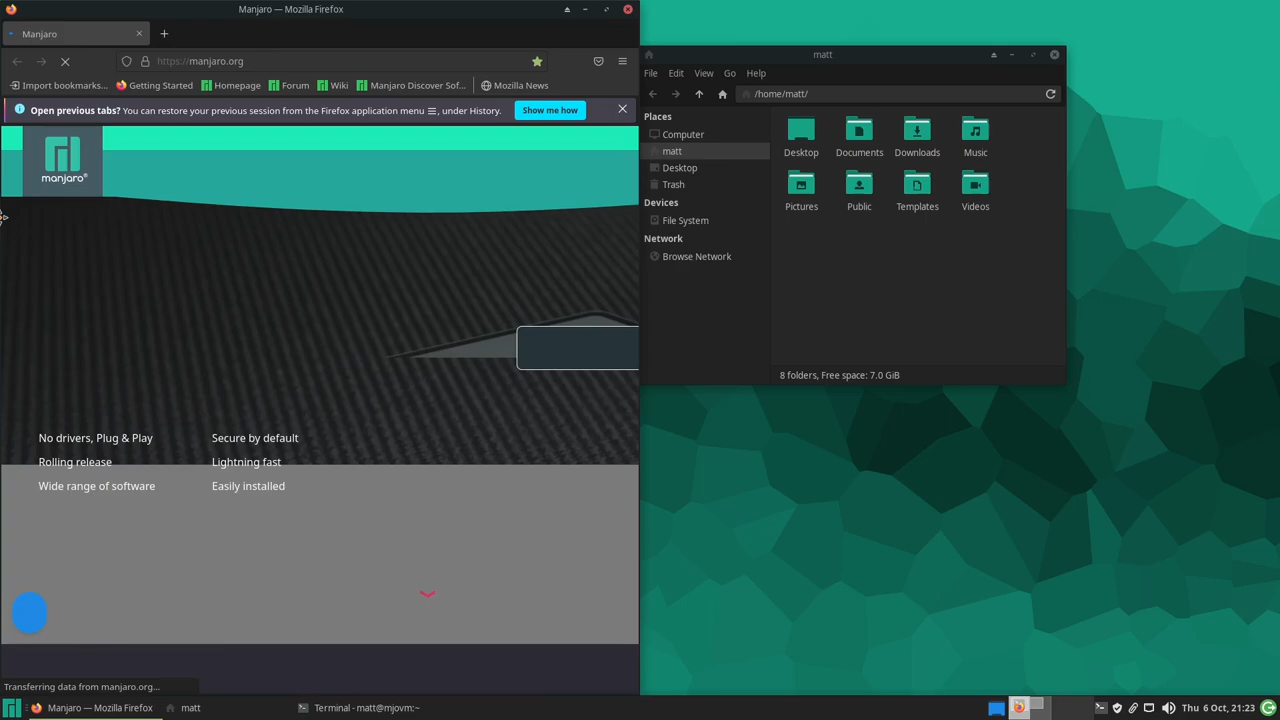 Manjaro — Mozilla Firefox
Manjaro
https://manjaro.org
Import bookmarks... Getting Started Homepage Forum Wiki Manjaro Discover Sof... Mozilla News
Open previous tabs? You can restore your previous session from the Firefox application menu ☰, under History. Show me how
manjaro®
No drivers, Plug & Play Secure by default
Rolling release Lightning fast
Wide range of software Easily installed
Transferring data from manjaro.org...
matt
File Edit View Go Help
/home/matt/
Places
Computer
matt
Desktop
Trash
Devices
File System
Network
Browse Network
Desktop Documents Downloads Music
Pictures Public Templates Videos
8 folders, Free space: 7.0 GiB
Manjaro — Mozilla Firefox matt Terminal - matt@mjovm:~ Thu 6 Oct, 21:23